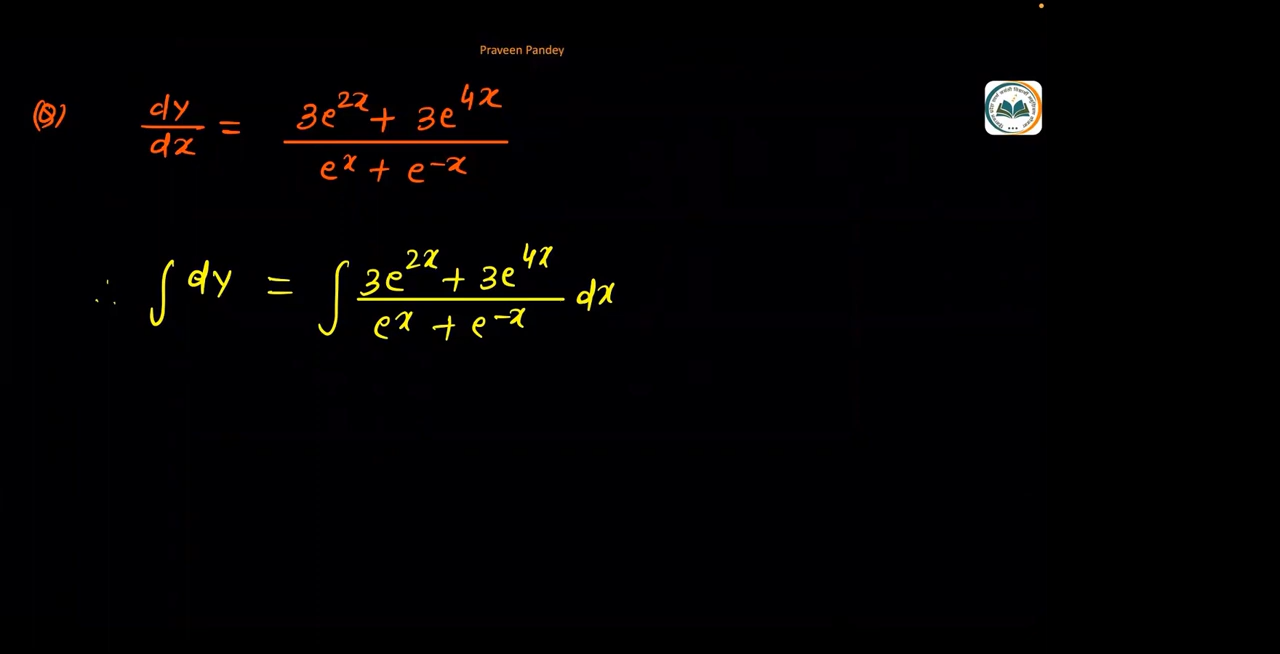 Praveen Pandey
(Q) dy/dx = (3e^{2x} + 3e^{4x})/(e^x + e^{-x})
∴ ∫ dy = ∫ (3e^{2x} + 3e^{4x})/(e^x + e^{-x}) dx